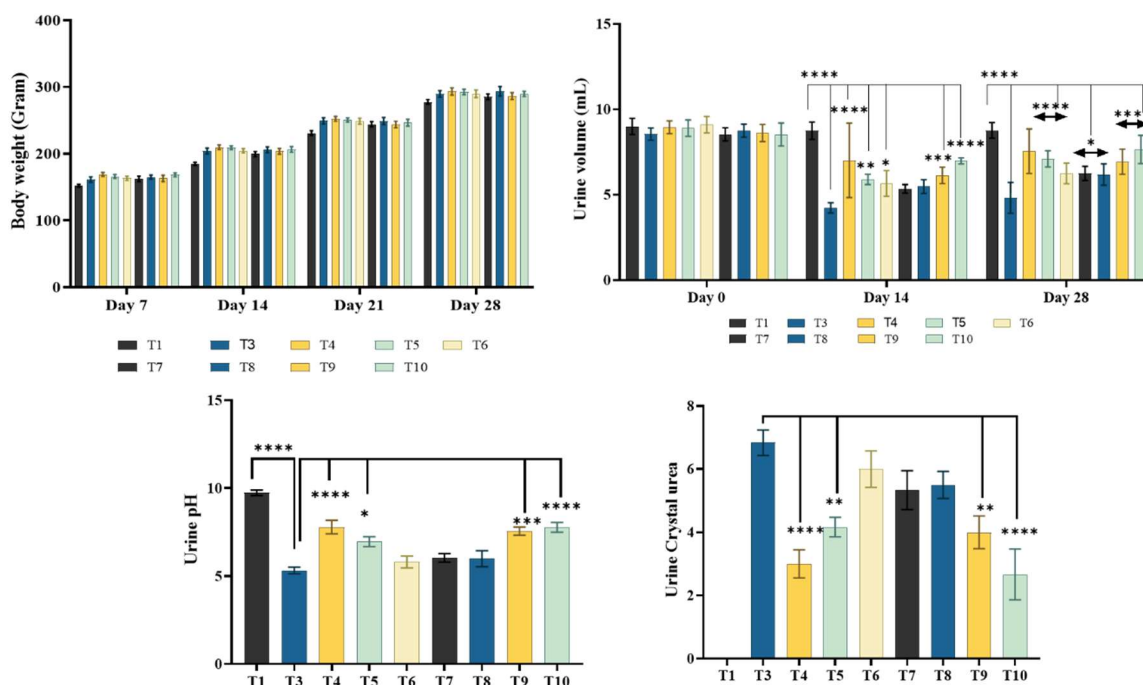 Body weight (Gram)
400
300
200
100
0
Day 7 Day 14 Day 21 Day 28
T1 T3 T4 T5 T6
T7 T8 T9 T10
Urine volume (mL)
15
10
5
0
**** ****
**** **** ****
** * *** **** *
Day 0 Day 14 Day 28
T1 T3 T4 T5 T6
T7 T8 T9 T10
Urine pH
15
10
5
0
****
**** * *** ****
T1 T3 T4 T5 T6 T7 T8 T9 T10
Urine Crystal urea
8
6
4
2
0
**** ** ** ****
T1 T3 T4 T5 T6 T7 T8 T9 T10